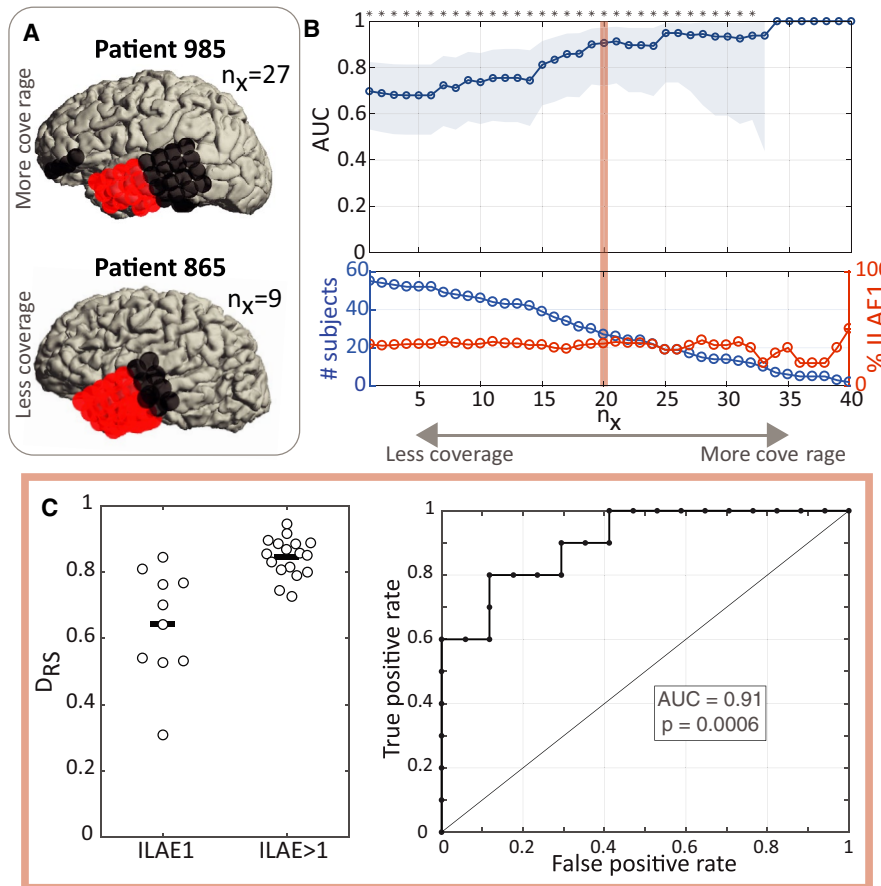 A
Patient 985
nx=27
More cove rage
Patient 865
nx=9
Less coverage
B
* * * * * * * * * * * * * * * * * * * * * * * * * * * * * * * *
1
0.8
0.6
0.4
0.2
0
AUC
60
40
20
0
# subjects
100
0
% ILAE1
5 10 15 20 25 30 35 40
nx
Less coverage
More cove rage
C
1
0.8
0.6
0.4
0.2
0
DRS
ILAE1 ILAE>1
1
0.8
0.6
0.4
0.2
0
True positive rate
AUC = 0.91
p = 0.0006
0 0.2 0.4 0.6 0.8 1
False positive rate